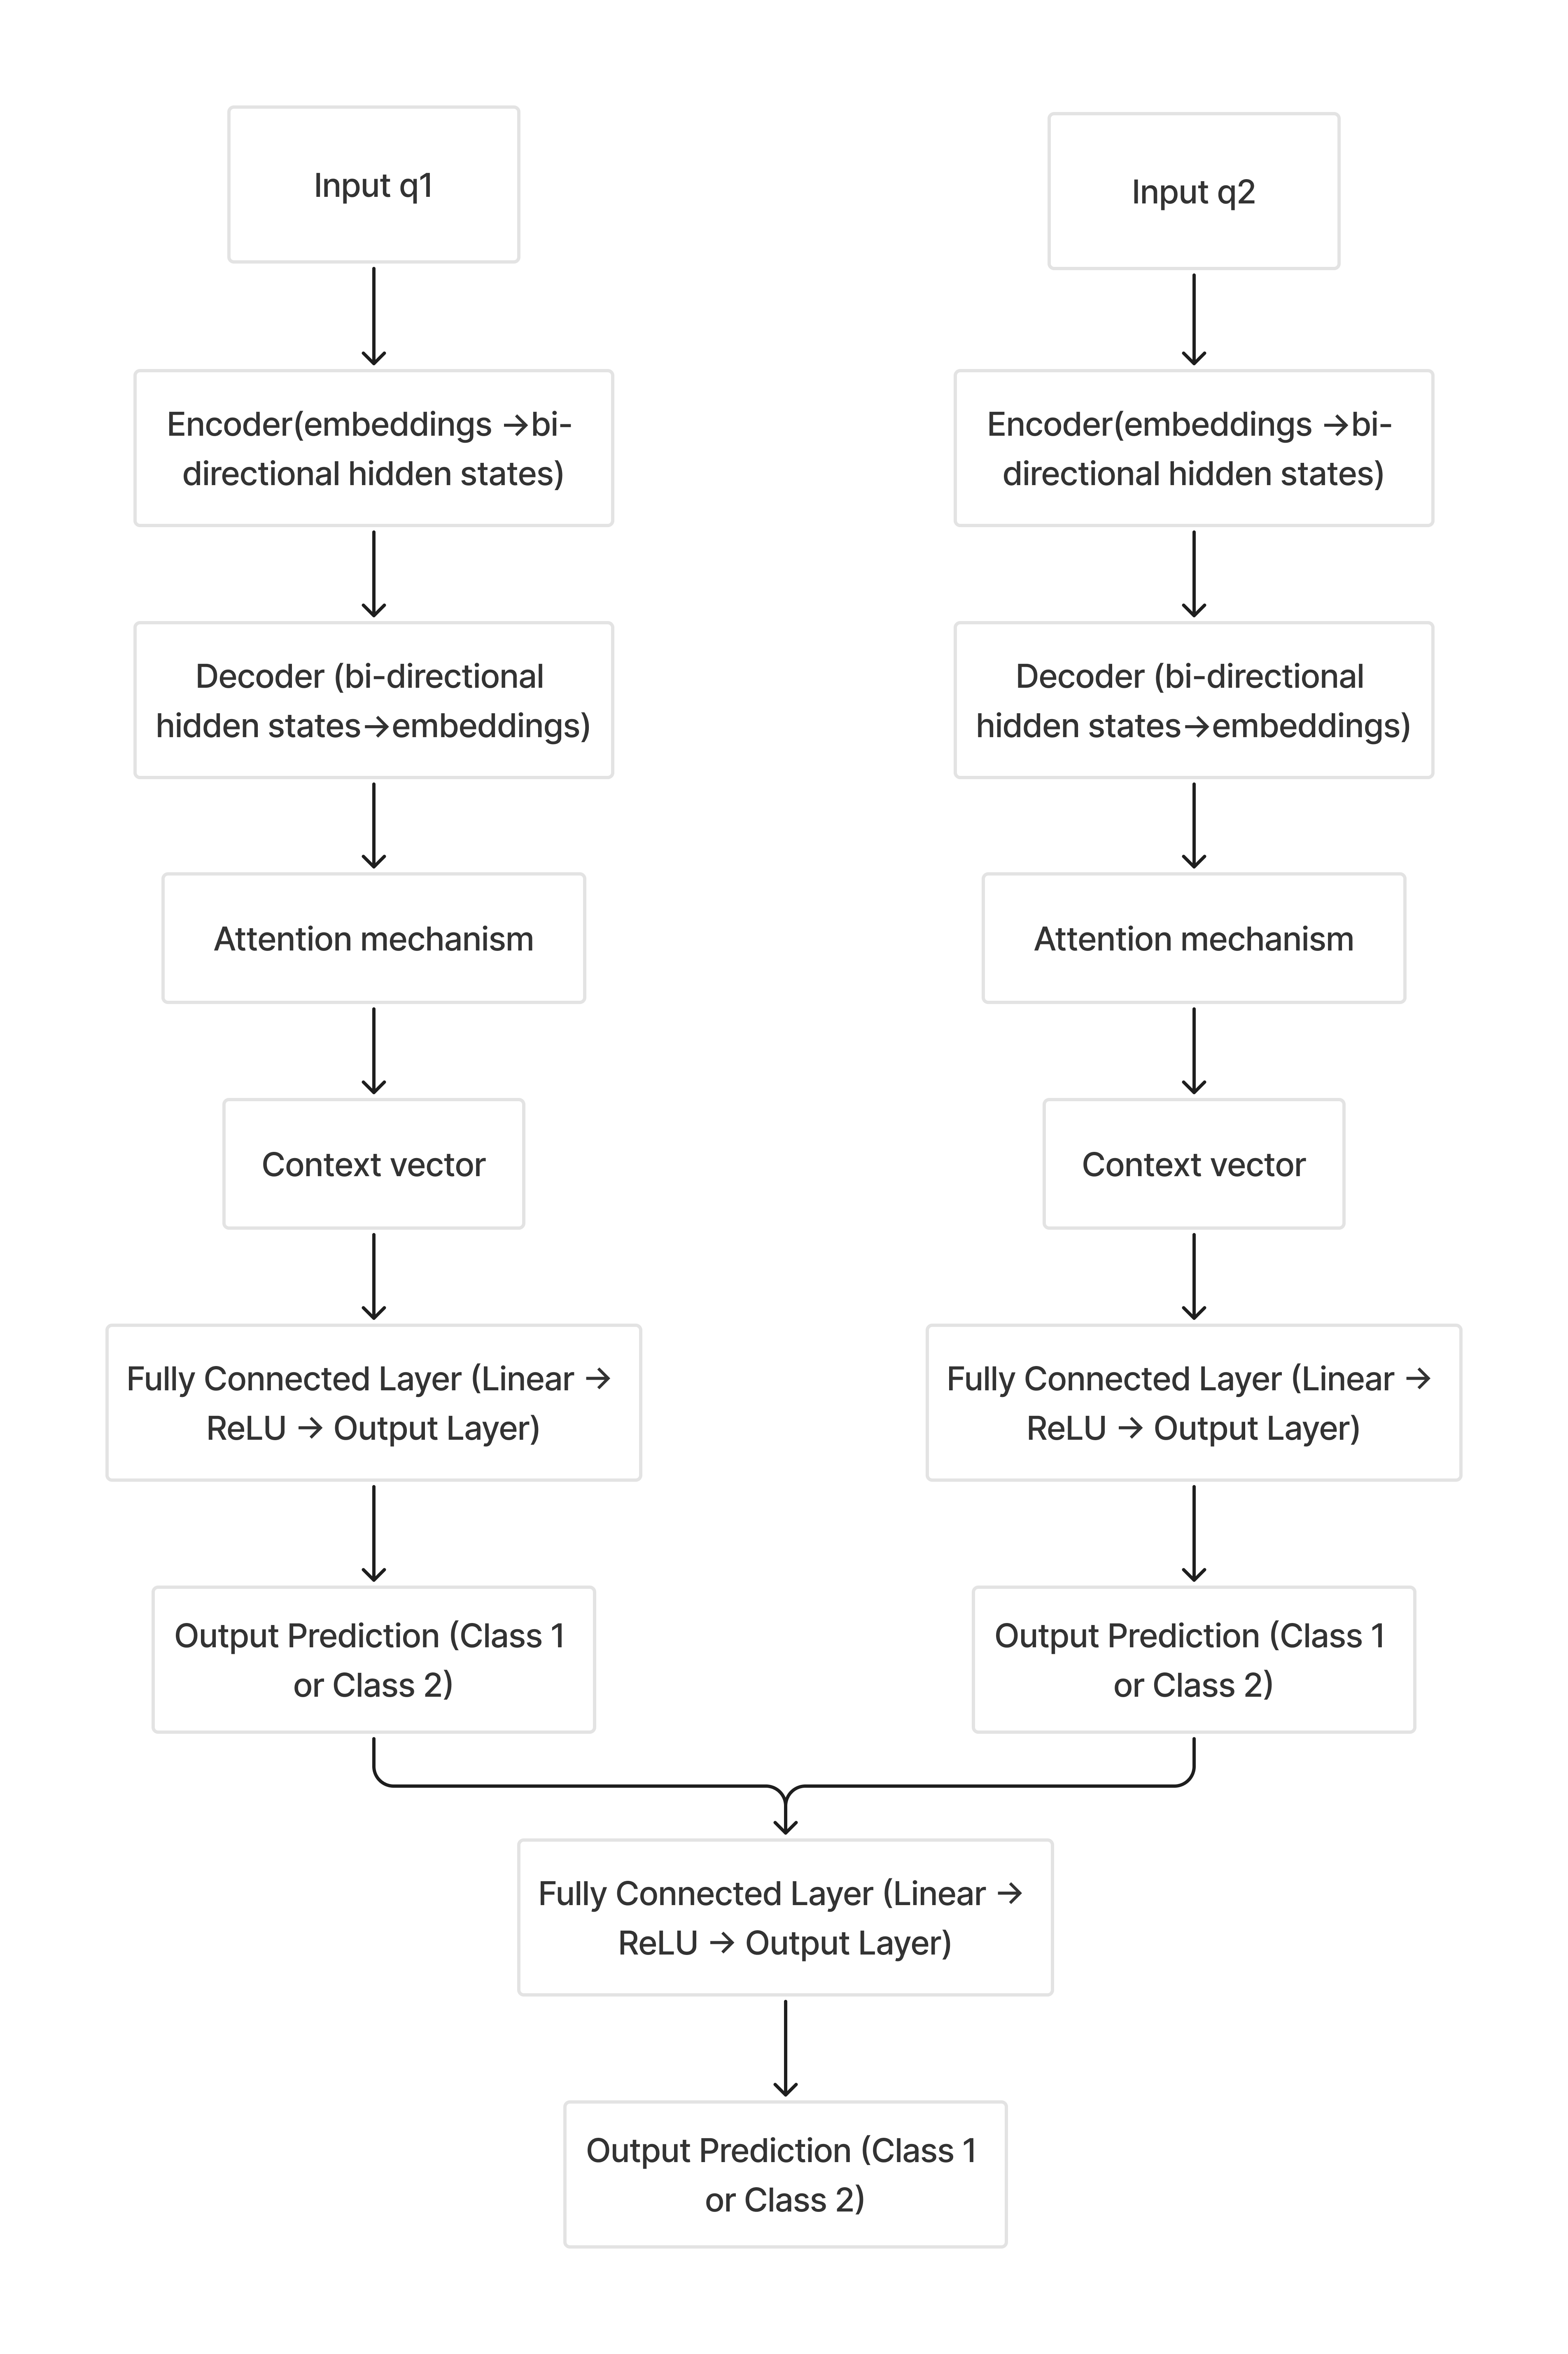 Input q1
Encoder(embeddings →bi-
directional hidden states)
Decoder (bi-directional
hidden states→embeddings)
Attention mechanism
Context vector
Fully Connected Layer (Linear →
ReLU → Output Layer)
Output Prediction (Class 1
or Class 2)
Input q2
Encoder(embeddings →bi-
directional hidden states)
Decoder (bi-directional
hidden states→embeddings)
Attention mechanism
Context vector
Fully Connected Layer (Linear →
ReLU → Output Layer)
Output Prediction (Class 1
or Class 2)
Fully Connected Layer (Linear →
ReLU → Output Layer)
Output Prediction (Class 1
or Class 2)